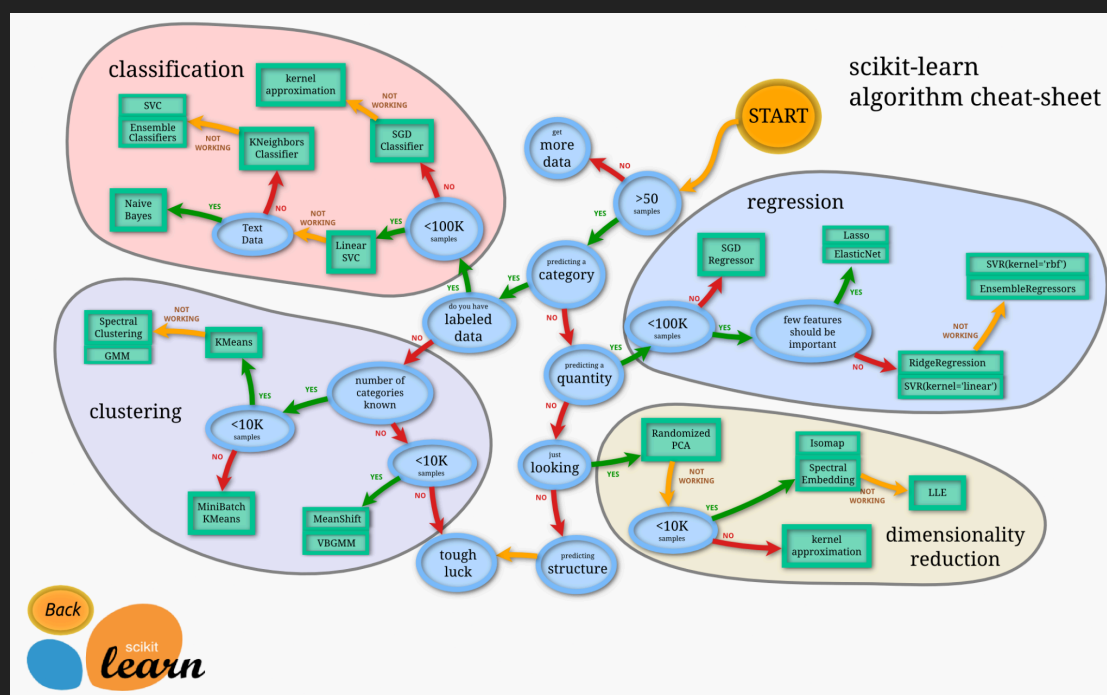 scikit-learn
algorithm cheat-sheet
START
get
more
data
NO
>50
samples
YES
predicting a
category
YES
NO
do you have
labeled
data
YES
NO
predicting a
quantity
YES
NO
just
looking
YES
NO
predicting
structure
tough
luck
classification
kernel
approximation
NOT
WORKING
SGD
Classifier
NO
<100K
samples
YES
Linear
SVC
NOT
WORKING
Text
Data
YES
NO
Naive
Bayes
KNeighbors
Classifier
NOT
WORKING
SVC
Ensemble
Classifiers
regression
SGD
Regressor
NO
<100K
samples
YES
few features
should be
important
YES
Lasso
ElasticNet
NO
RidgeRegression
SVR(kernel='linear')
NOT
WORKING
SVR(kernel='rbf')
EnsembleRegressors
clustering
number of
categories
known
YES
NO
<10K
samples
YES
NO
KMeans
NOT
WORKING
Spectral
Clustering
GMM
MiniBatch
KMeans
<10K
samples
YES
NO
MeanShift
VBGMM
dimensionality
reduction
Randomized
PCA
NOT
WORKING
<10K
samples
YES
NO
Isomap
Spectral
Embedding
NOT
WORKING
LLE
kernel
approximation
Back
scikit
learn